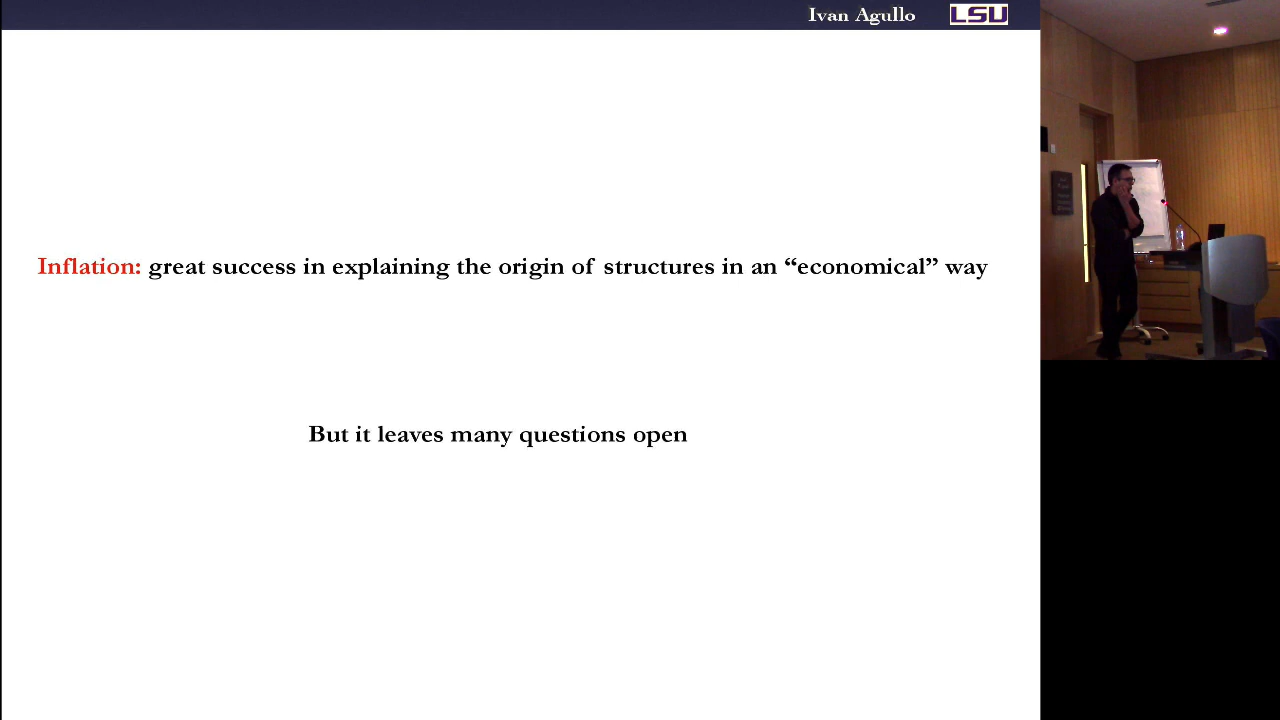 Ivan Agullo
LSU
Inflation: great success in explaining the origin of structures in an “economical” way
But it leaves many questions open